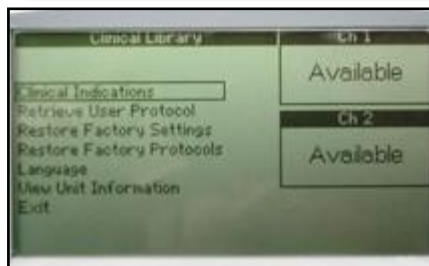 Clinical Library
Ch 1
Available
Clinical Indications
Retrieve User Protocol
Restore Factory Settings
Restore Factory Protocols
Language
View Unit Information
Exit
Ch 2
Available